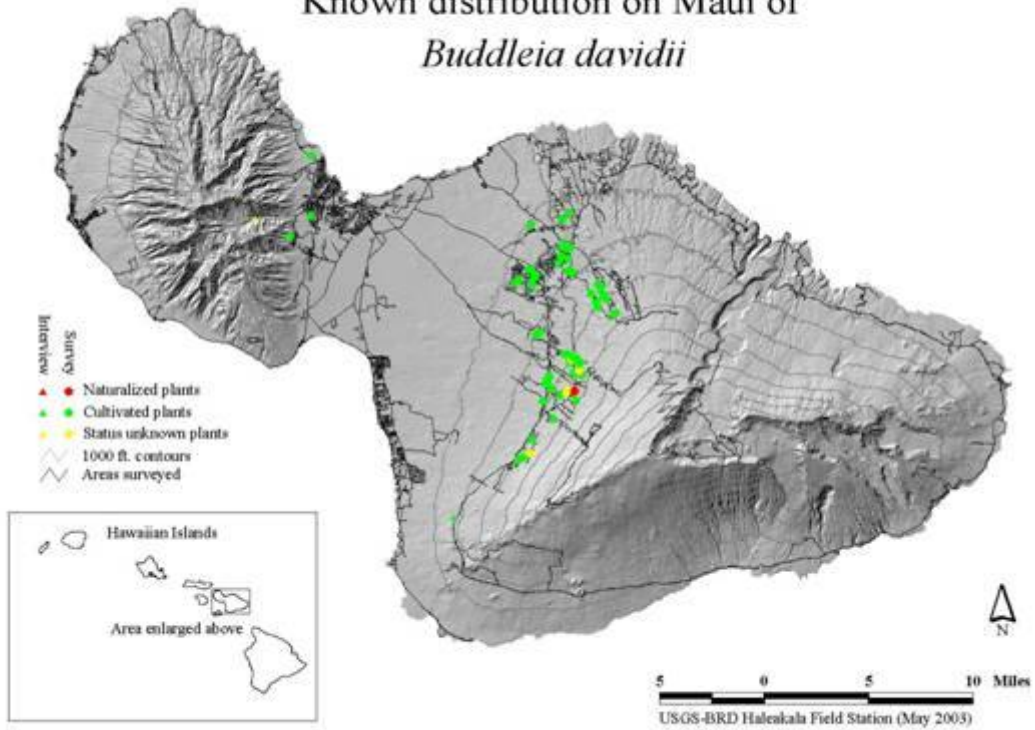 Known distribution on Maui of
Buddleia davidii
Interview
Survey
Naturalized plants
Cultivated plants
Status unknown plants
1000 ft. contours
Areas surveyed
Hawaiian Islands
Area enlarged above
N
5 0 5 10 Miles
USGS-BRD Haleakala Field Station (May 2003)